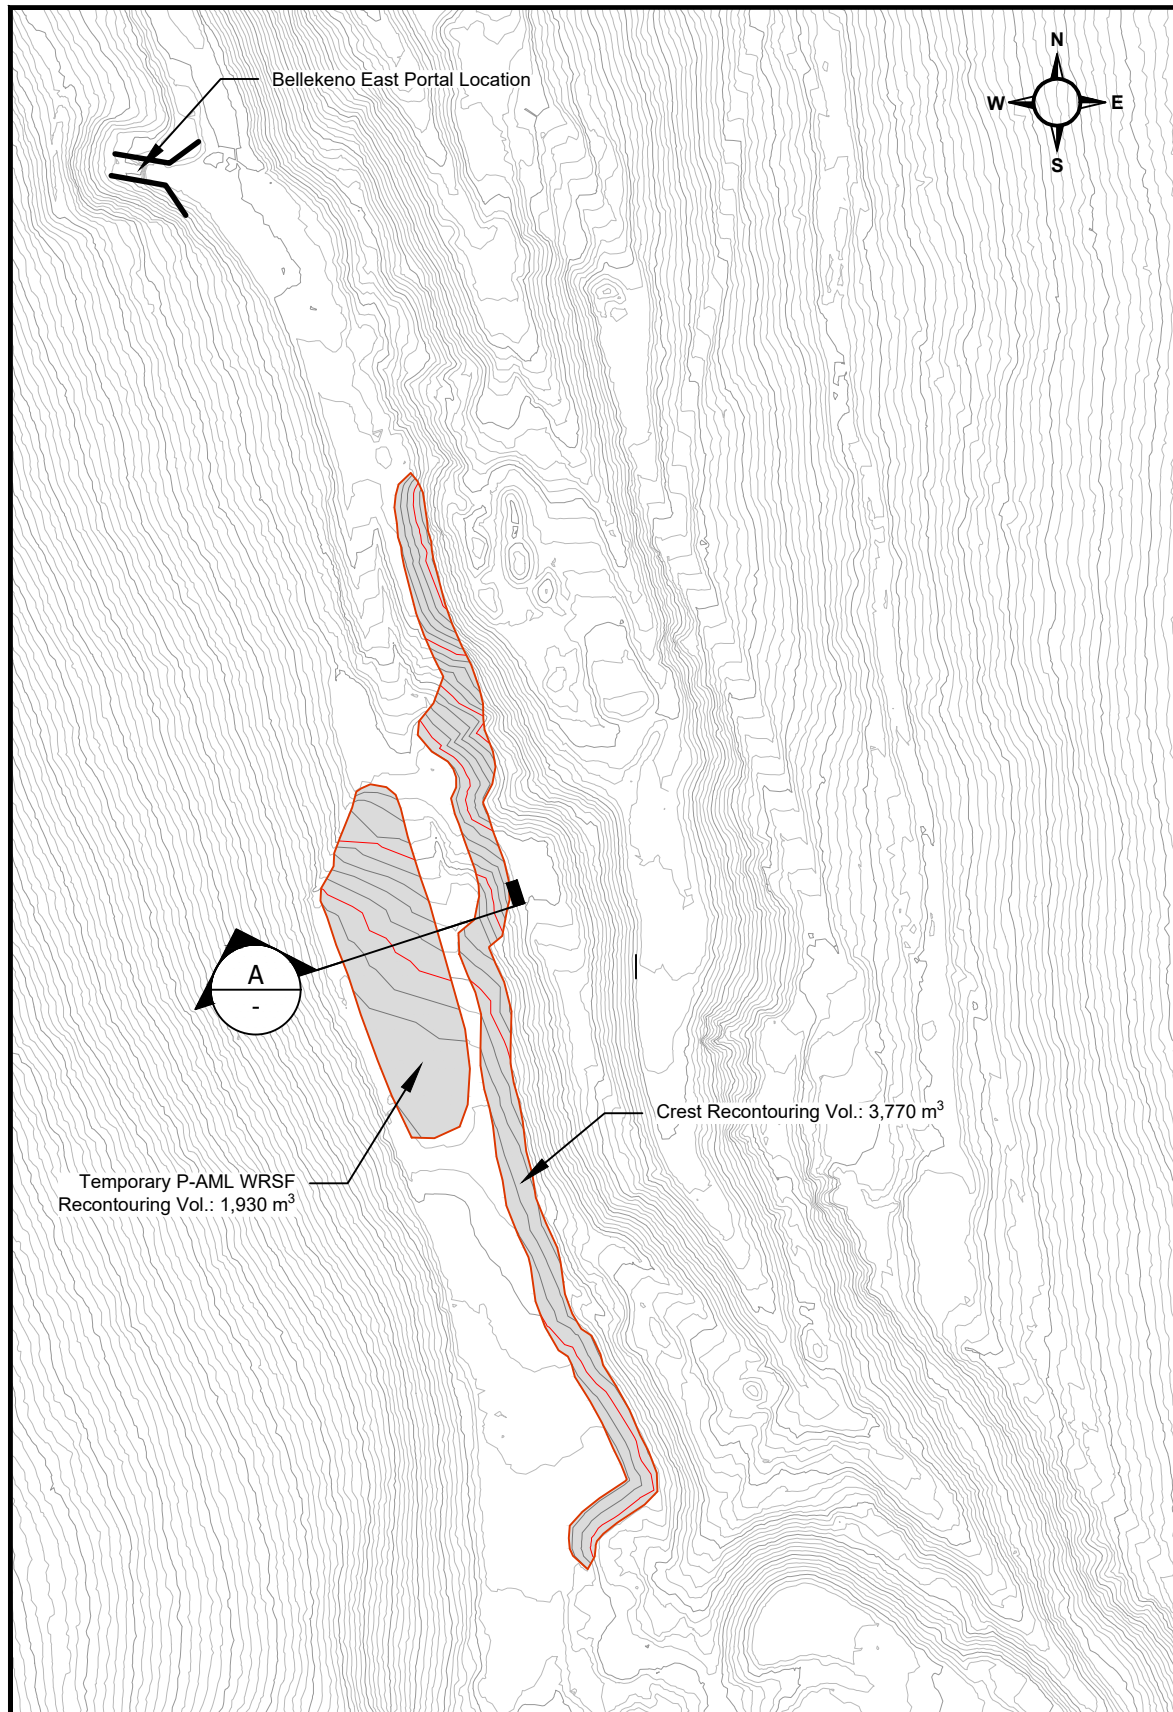 N
Bellekeno East Portal Location
W E
S
A
-
Crest Recontouring Vol.: 3,770 m³
Temporary P-AML WRSF
Recontouring Vol.: 1,930 m³